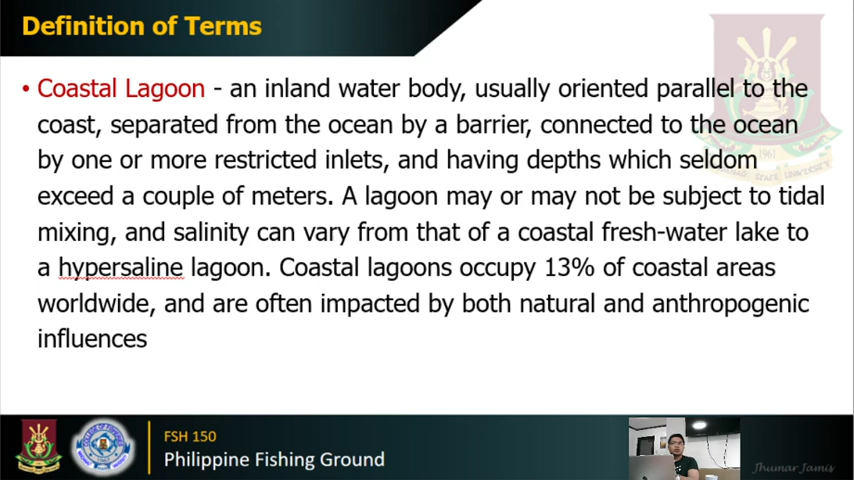 Definition of Terms
• Coastal Lagoon - an inland water body, usually oriented parallel to the
coast, separated from the ocean by a barrier, connected to the ocean
by one or more restricted inlets, and having depths which seldom
exceed a couple of meters. A lagoon may or may not be subject to tidal
mixing, and salinity can vary from that of a coastal fresh-water lake to
a hypersaline lagoon. Coastal lagoons occupy 13% of coastal areas
worldwide, and are often impacted by both natural and anthropogenic
influences
1961
FSH 150
Philippine Fishing Ground
Jhumar Jamis